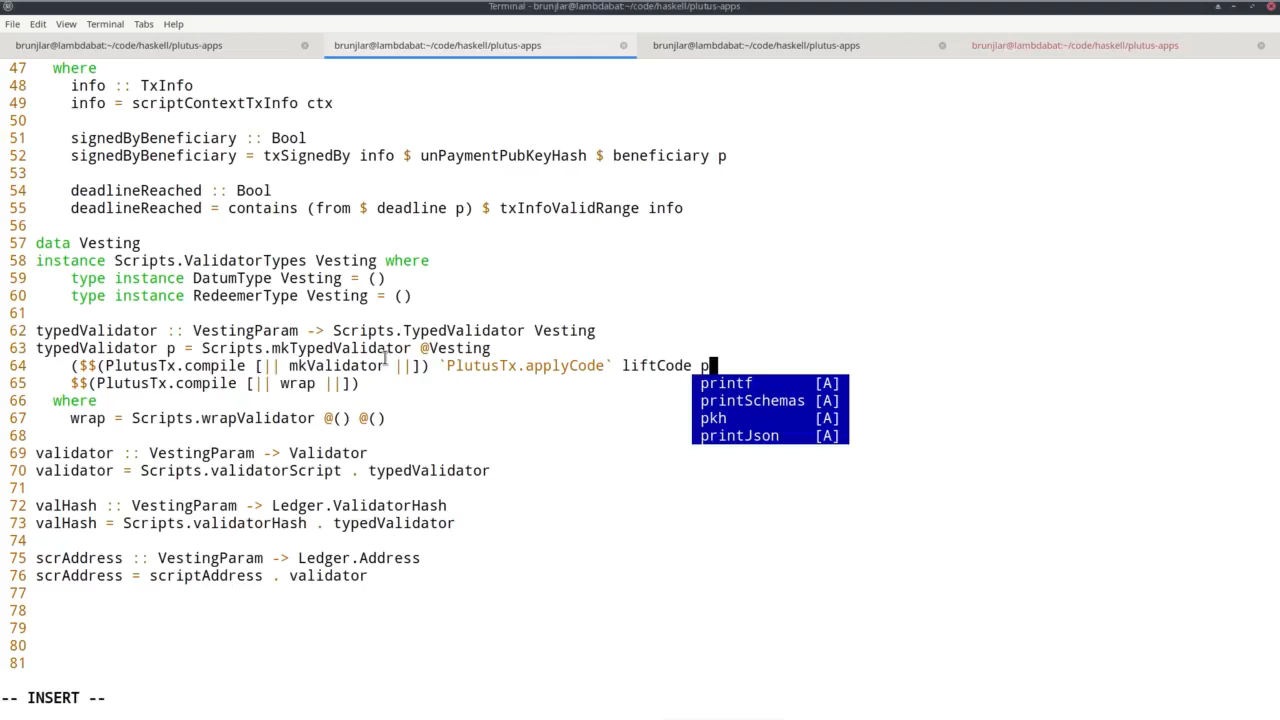 Terminal - brunjlar@lambdabat:~/code/haskell/plutus-apps
File Edit View Terminal Tabs Help
brunjlar@lambdabat:~/code/haskell/plutus-apps brunjlar@lambdabat:~/code/haskell/plutus-apps brunjlar@lambdabat:~/code/haskell/plutus-apps brunjlar@lambdabat:~/code/haskell/plutus-apps
47   where
48     info :: TxInfo
49     info = scriptContextTxInfo ctx
50
51     signedByBeneficiary :: Bool
52     signedByBeneficiary = txSignedBy info $ unPaymentPubKeyHash $ beneficiary p
53
54     deadlineReached :: Bool
55     deadlineReached = contains (from $ deadline p) $ txInfoValidRange info
56
57 data Vesting
58 instance Scripts.ValidatorTypes Vesting where
59     type instance DatumType Vesting = ()
60     type instance RedeemerType Vesting = ()
61
62 typedValidator :: VestingParam -> Scripts.TypedValidator Vesting
63 typedValidator p = Scripts.mkTypedValidator @Vesting
64     ($$(PlutusTx.compile [|| mkValidator ||]) `PlutusTx.applyCode` liftCode p
65     $$(PlutusTx.compile [|| wrap ||])
66   where
67     wrap = Scripts.wrapValidator @() @()
68
69 validator :: VestingParam -> Validator
70 validator = Scripts.validatorScript . typedValidator
71
72 valHash :: VestingParam -> Ledger.ValidatorHash
73 valHash = Scripts.validatorHash . typedValidator
74
75 scrAddress :: VestingParam -> Ledger.Address
76 scrAddress = scriptAddress . validator
77
78
79
80
81
printf [A]
printSchemas [A]
pkh [A]
printJson [A]
-- INSERT --